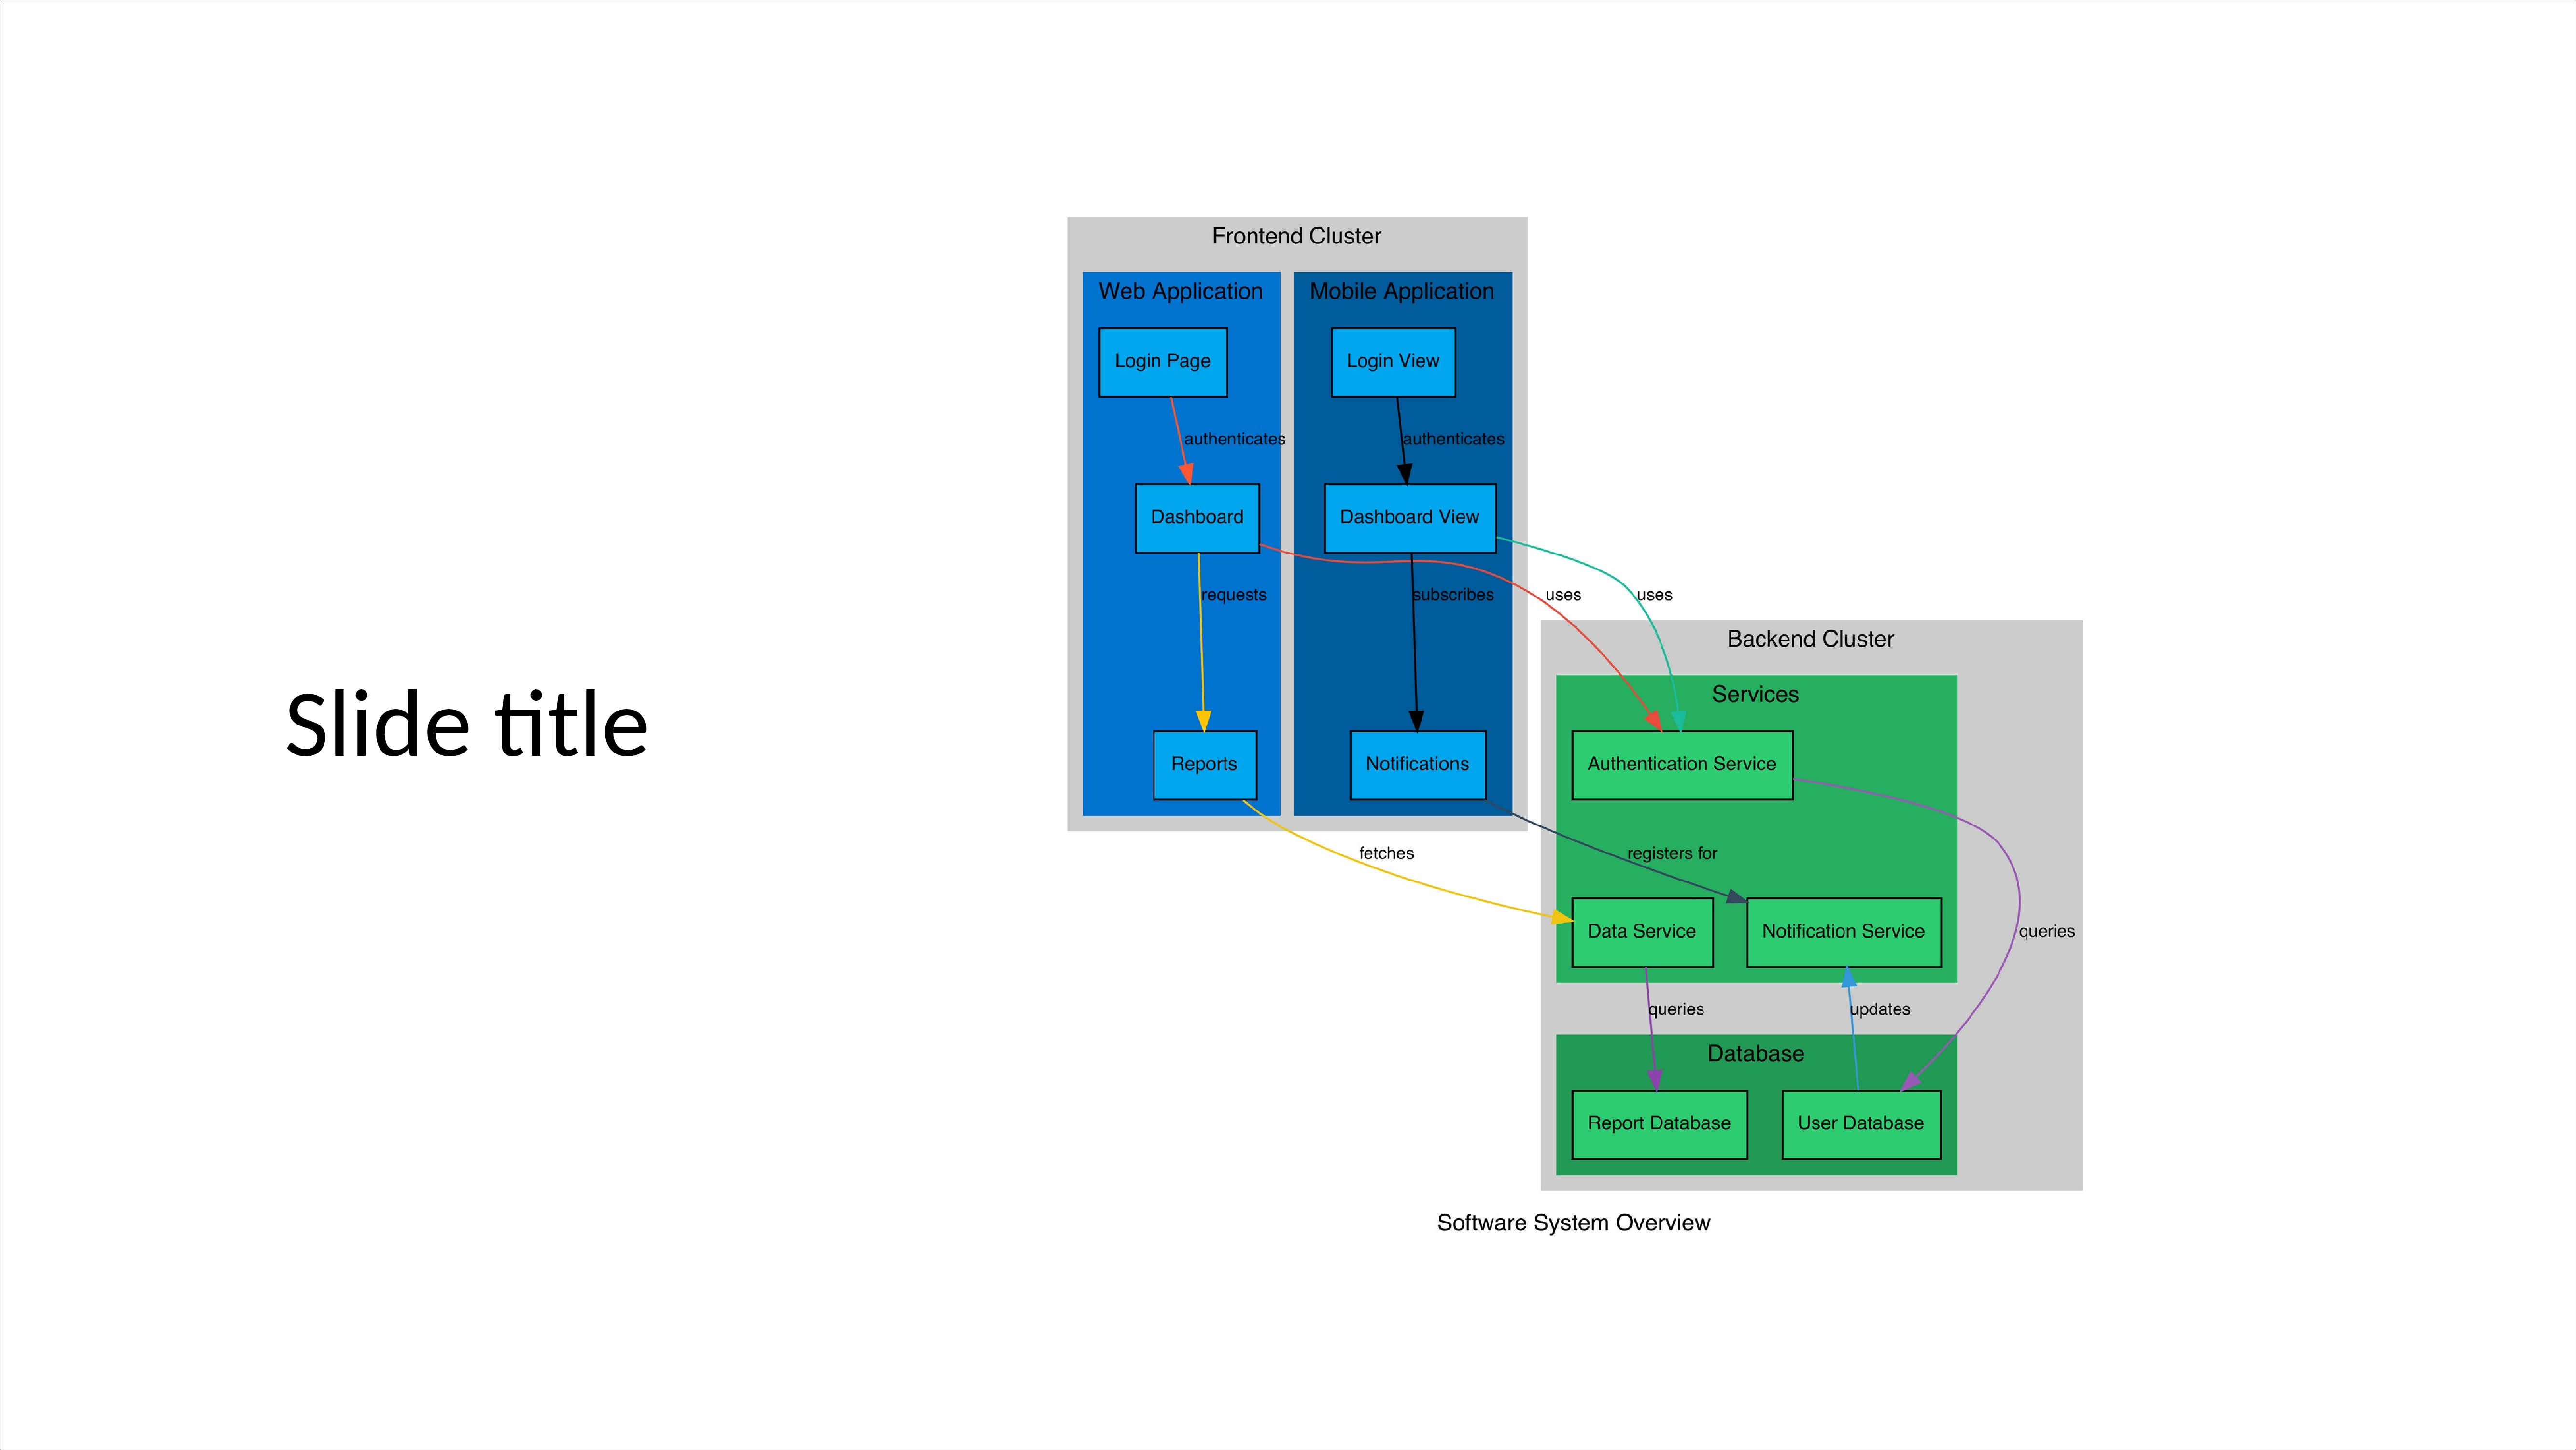 Slide title
Frontend Cluster
Web Application
Mobile Application
Login Page
Login View
authenticates
authenticates
Dashboard
Dashboard View
requests
subscribes
uses
uses
Backend Cluster
Services
Reports
Notifications
Authentication Service
fetches
registers for
Data Service
Notification Service
queries
queries
updates
Database
Report Database
User Database
Software System Overview